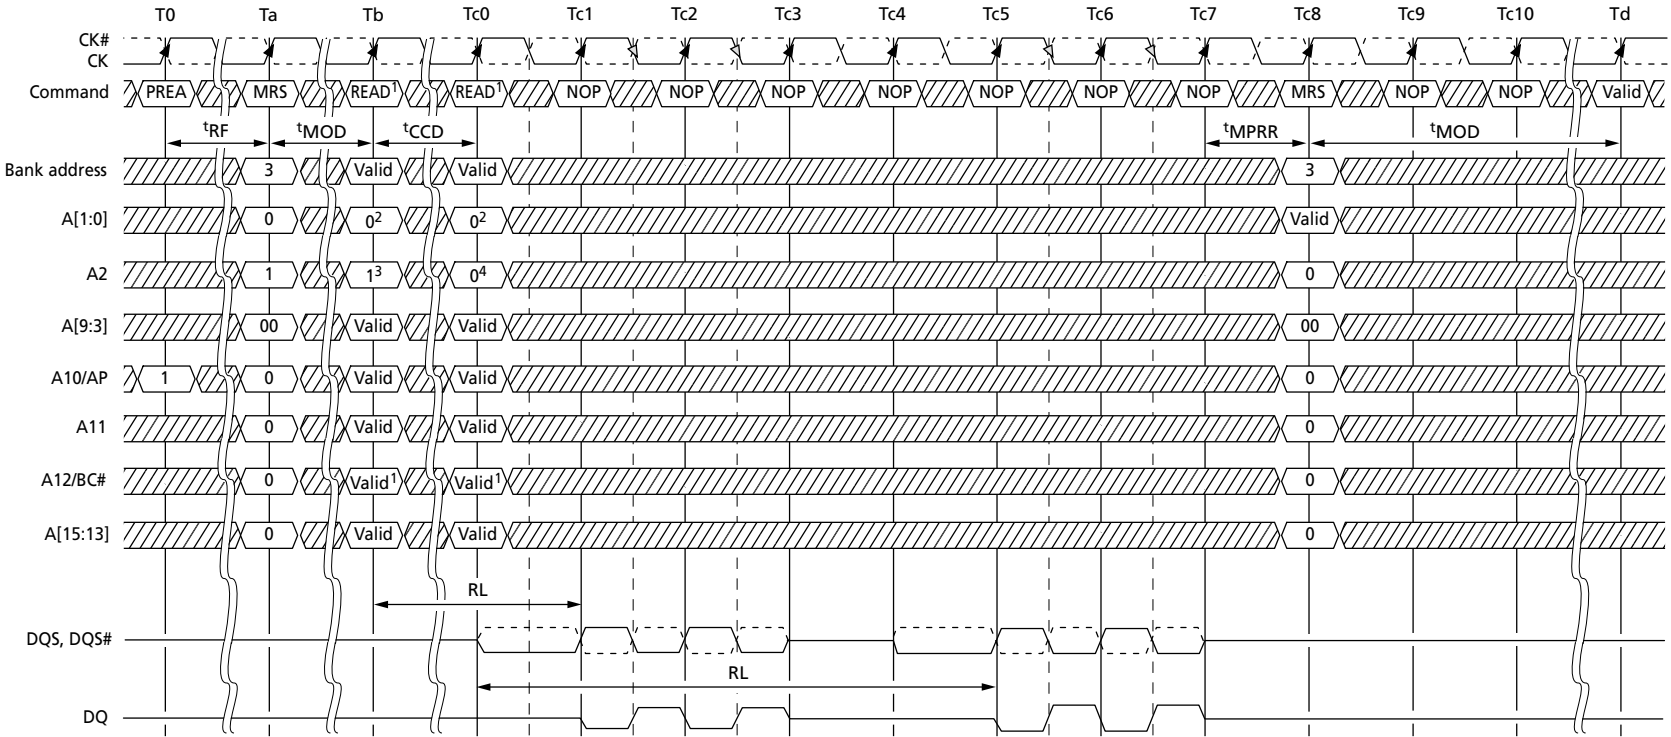 T0 Ta Tb Tc0 Tc1 Tc2 Tc3 Tc4 Tc5 Tc6 Tc7 Tc8 Tc9 Tc10 Td
CK#
CK
Command PREA MRS READ1 READ1 NOP NOP NOP NOP NOP NOP NOP MRS NOP NOP Valid
tRF tMOD tCCD tMPRR tMOD
Bank address 3 Valid Valid 3
A[1:0] 0 02 02 Valid
A2 1 13 04 0
A[9:3] 00 Valid Valid 00
A10/AP 1 0 Valid Valid 0
A11 0 Valid Valid 0
A12/BC# 0 Valid1 Valid1 0
A[15:13] 0 Valid Valid 0
RL
DQS, DQS#
RL
DQ